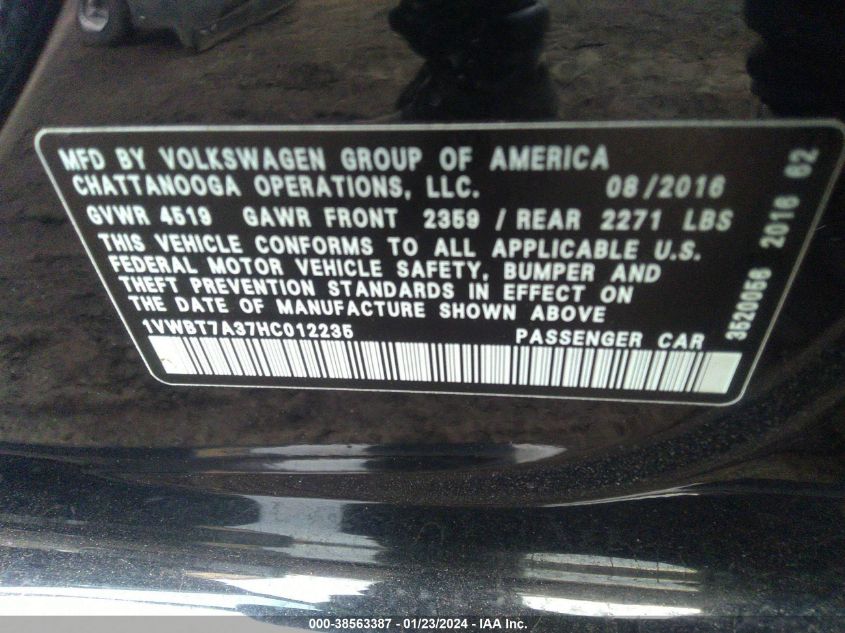 MFD BY VOLKSWAGEN GROUP OF AMERICA
CHATTANOOGA OPERATIONS, LLC. 08/2016
GVWR 4519 GAWR FRONT 2359 / REAR 2271 LBS
THIS VEHICLE CONFORMS TO ALL APPLICABLE U.S.
FEDERAL MOTOR VEHICLE SAFETY, BUMPER AND
THEFT PREVENTION STANDARDS IN EFFECT ON
THE DATE OF MANUFACTURE SHOWN ABOVE
1VWBT7A37HC012235 PASSENGER CAR
3520056 2016 62
000-38563387 - 01/23/2024 - IAA Inc.